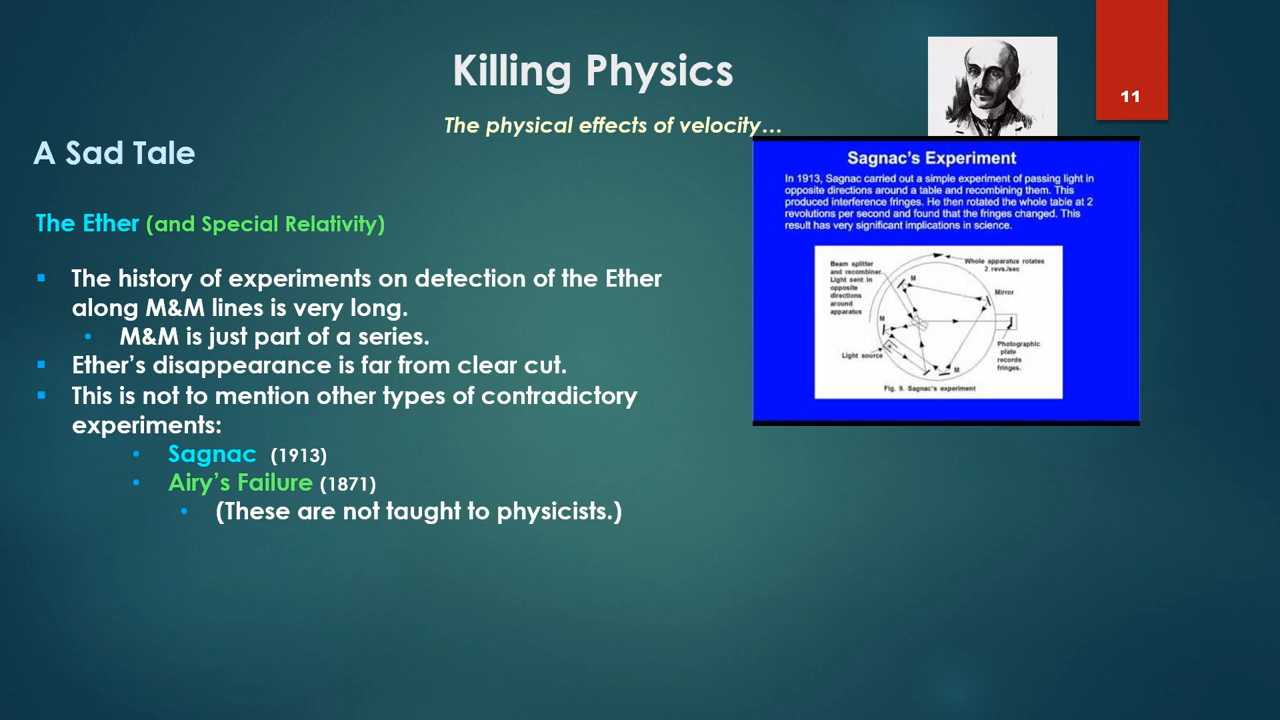 Killing Physics
11
The physical effects of velocity…
A Sad Tale
The Ether (and Special Relativity)
▪ The history of experiments on detection of the Ether
along M&M lines is very long.
• M&M is just part of a series.
▪ Ether’s disappearance is far from clear cut.
▪ This is not to mention other types of contradictory
experiments:
• Sagnac (1913)
• Airy’s Failure (1871)
• (These are not taught to physicists.)
Sagnac's Experiment
In 1913, Sagnac carried out a simple experiment of passing light in
opposite directions around a table and recombining them. This
produced interference fringes. He then rotated the whole table at 2
revolutions per second and found that the fringes changed. This
result has very significant implications in science.
Beam splitter
and recombiner
Light sent in
opposite
directions
around
apparatus
Whole apparatus rotates
2 revs./sec
M
Mirror
M
Light source
M
Photographic
plate
records
fringes.
Fig. 9. Sagnac's experiment